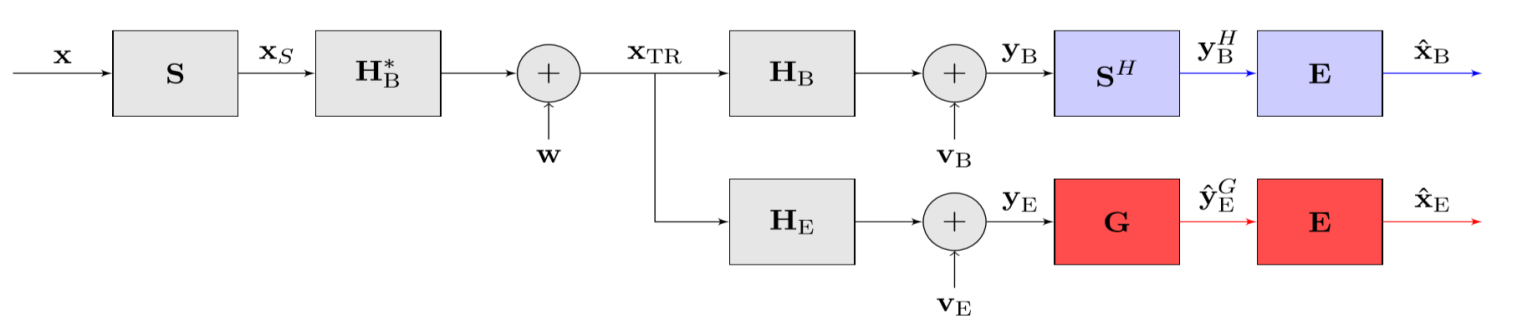 x S x_S H_B^* + x_TR H_B + y_B S^H y_B^H E x̂_B
w v_B
H_E + y_E G ŷ_E^G E x̂_E
v_E